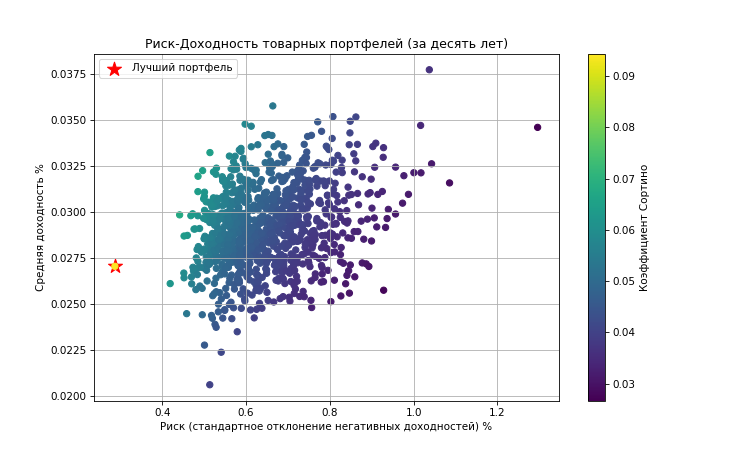 Риск-Доходность товарных портфелей (за десять лет)
Лучший портфель
Средняя доходность %
0.0375
0.0350
0.0325
0.0300
0.0275
0.0250
0.0225
0.0200
0.4 0.6 0.8 1.0 1.2
Риск (стандартное отклонение негативных доходностей) %
0.09
0.08
0.07
0.06
0.05
0.04
0.03
Коэффициент Сортино